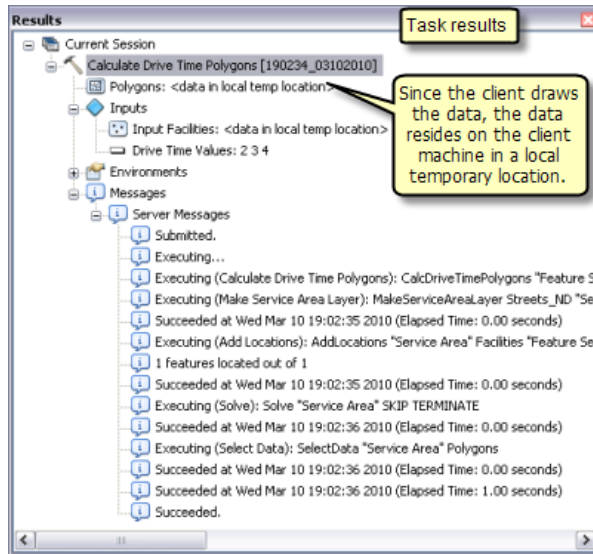 Results
Task results
Current Session
Calculate Drive Time Polygons [190234_03102010]
Polygons: <data in local temp location>
Since the client draws
the data, the data
resides on the client
machine in a local
temporary location.
Inputs
Input Facilities: <data in local temp location>
Drive Time Values: 2 3 4
Environments
Messages
Server Messages
Submitted.
Executing...
Executing (Calculate Drive Time Polygons): CalcDriveTimePolygons "Feature S
Executing (Make Service Area Layer): MakeServiceAreaLayer Streets_ND "Se
Succeeded at Wed Mar 10 19:02:35 2010 (Elapsed Time: 0.00 seconds)
Executing (Add Locations): AddLocations "Service Area" Facilities "Feature Se
1 features located out of 1
Succeeded at Wed Mar 10 19:02:35 2010 (Elapsed Time: 0.00 seconds)
Executing (Solve): Solve "Service Area" SKIP TERMINATE
Succeeded at Wed Mar 10 19:02:36 2010 (Elapsed Time: 0.00 seconds)
Executing (Select Data): SelectData "Service Area" Polygons
Succeeded at Wed Mar 10 19:02:36 2010 (Elapsed Time: 0.00 seconds)
Succeeded at Wed Mar 10 19:02:36 2010 (Elapsed Time: 1.00 seconds)
Succeeded.